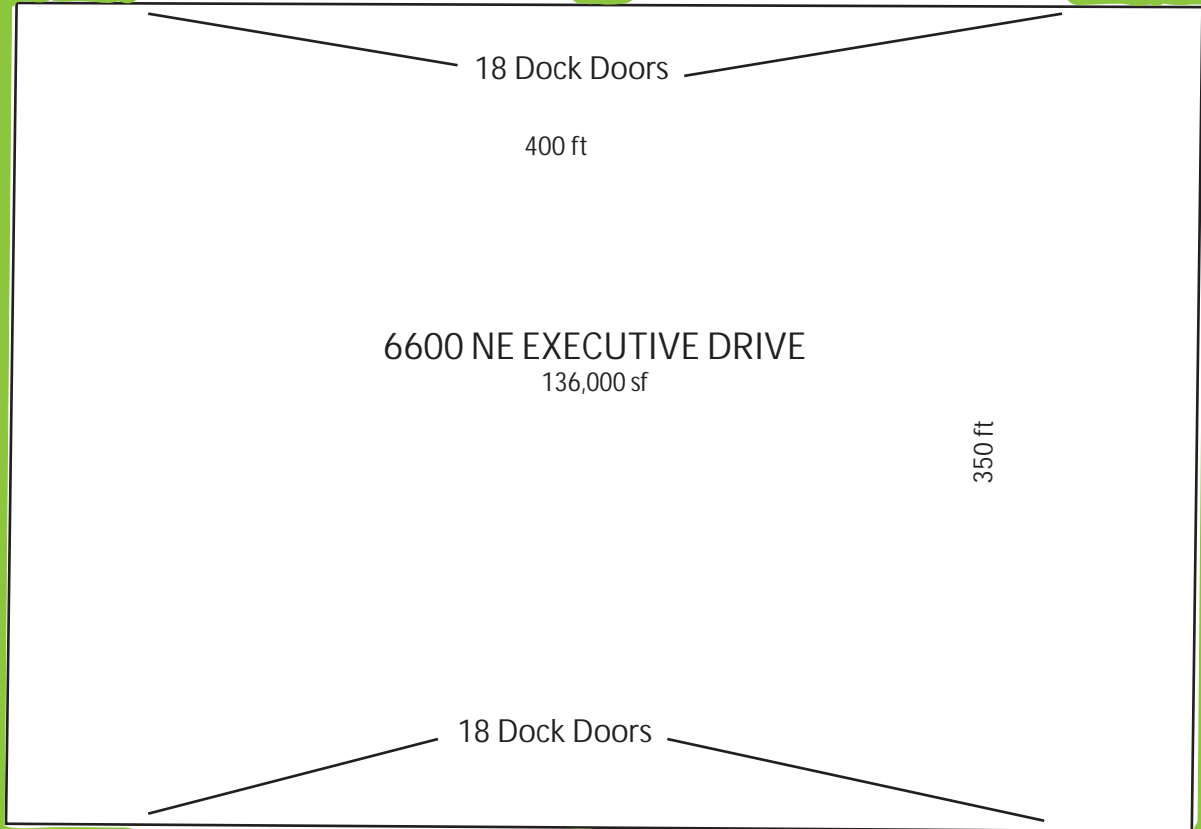 18 Dock Doors
400 ft
6600 NE EXECUTIVE DRIVE
136,000 sf
350 ft
18 Dock Doors